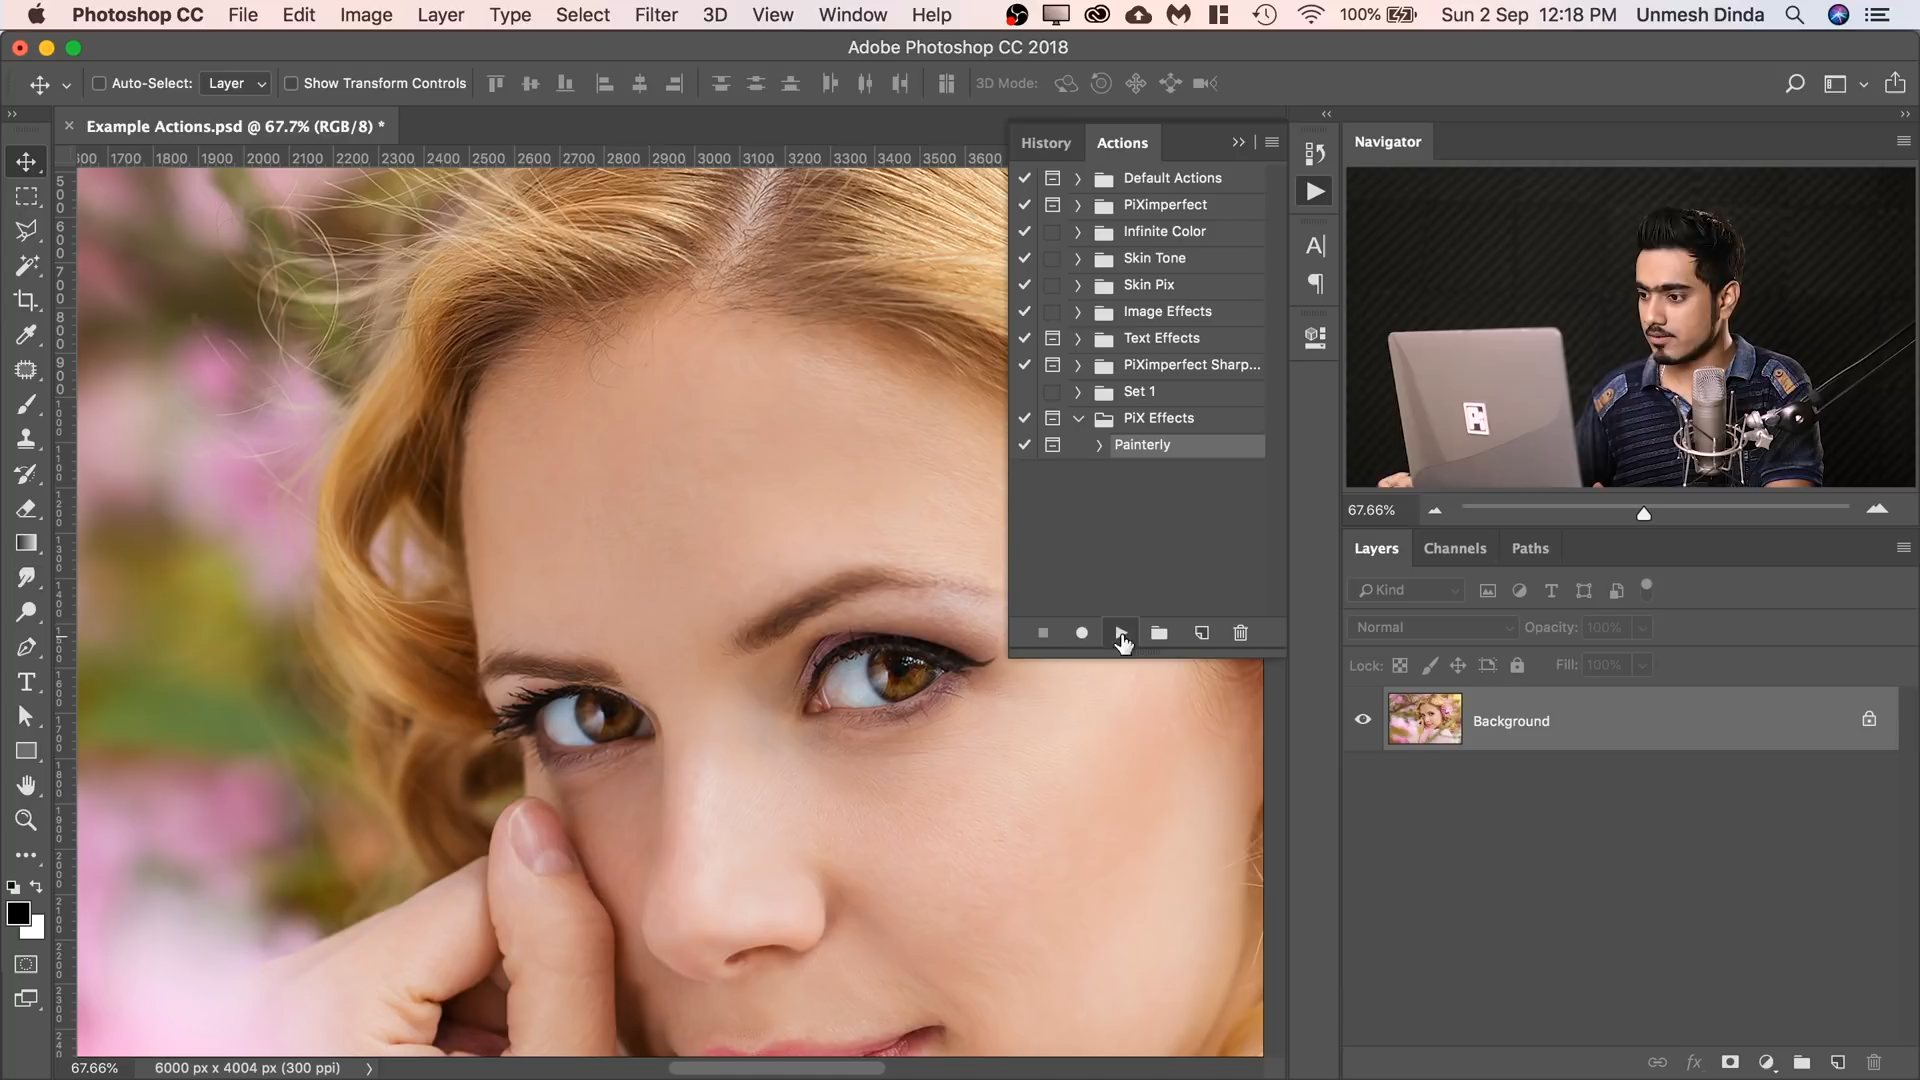 Photoshop CC File Edit Image Layer Type Select Filter 3D View Window Help 100% Sun 2 Sep 12:18 PM Unmesh Dinda
Adobe Photoshop CC 2018
Auto-Select: Layer Show Transform Controls 3D Mode:
× Example Actions.psd @ 67.7% (RGB/8) *
1700 1800 1900 2000 2100 2200 2300 2400 2500 2600 2700 2800 2900 3000 3100 3200 3300 3400 3500 3600
History Actions
Default Actions
PiXimperfect
Infinite Color
Skin Tone
Skin Pix
Image Effects
Text Effects
PiXimperfect Sharp...
Set 1
PiX Effects
Painterly
Navigator
67.66%
Layers Channels Paths
Kind
Normal Opacity: 100%
Lock: Fill: 100%
Background
fx
67.66% 6000 px x 4004 px (300 ppi)